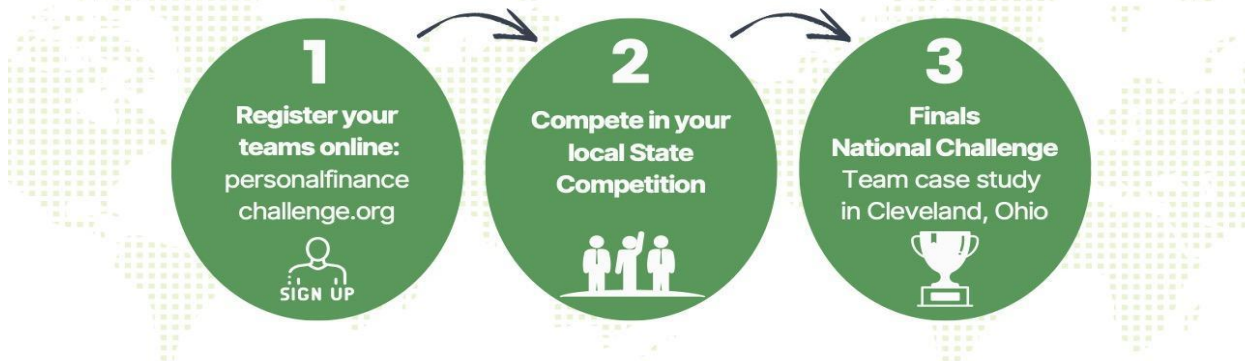 1
Register your
teams online:
personalfinance
challenge.org
SIGN UP
2
Compete in your
local State
Competition
3
Finals
National Challenge
Team case study
in Cleveland, Ohio